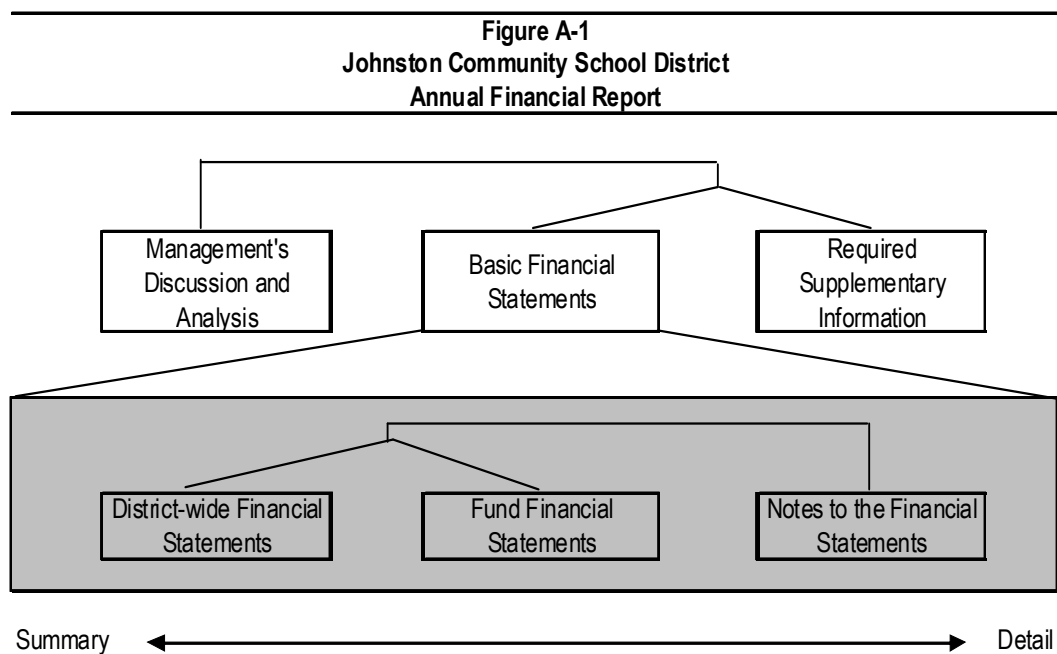 Figure A-1
Johnston Community School District
Annual Financial Report
Management's
Discussion and
Analysis
Basic Financial
Statements
Required
Supplementary
Information
District-wide Financial
Statements
Fund Financial
Statements
Notes to the Financial
Statements
Summary
Detail